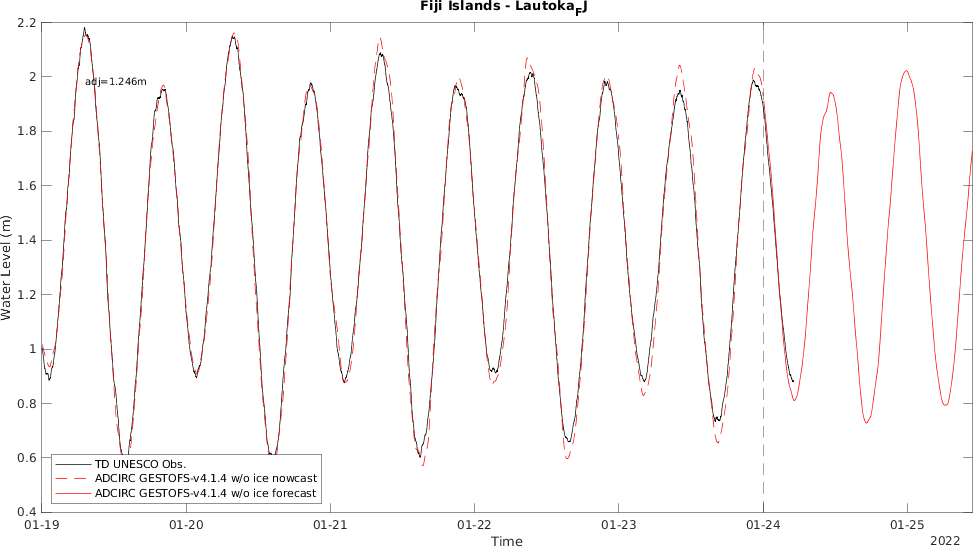 Fiji Islands - Lautoka_FJ
2.2
2
1.8
1.6
1.4
1.2
1
0.8
0.6
0.4
Water Level (m)
adj=1.246m
TD UNESCO Obs.
ADCIRC GESTOFS-v4.1.4 w/o ice nowcast
ADCIRC GESTOFS-v4.1.4 w/o ice forecast
01-19 01-20 01-21 01-22 01-23 01-24 01-25
Time
2022